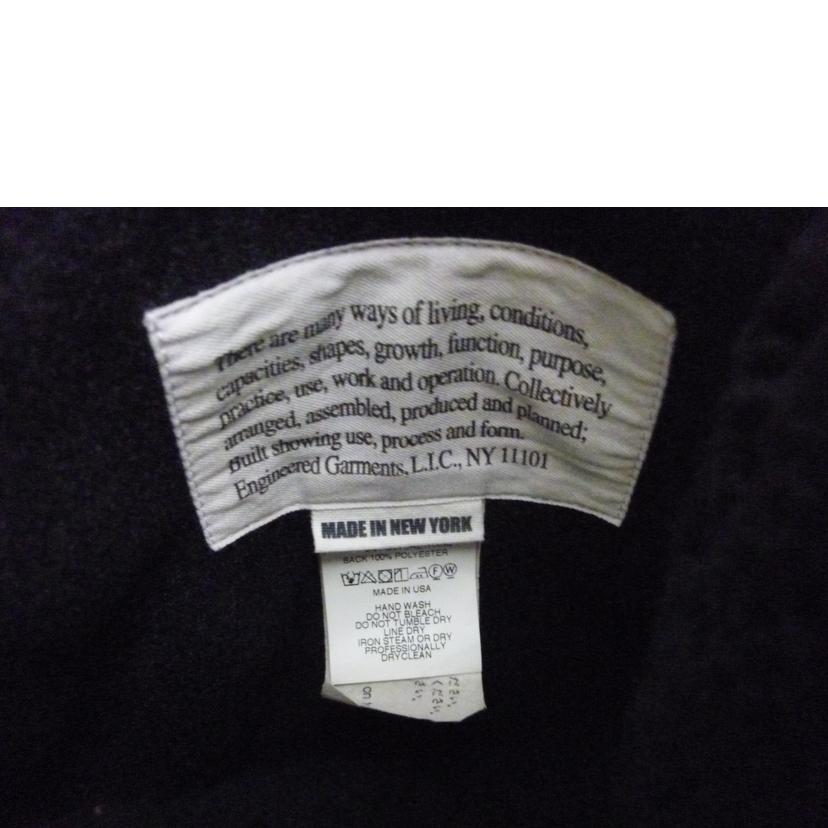 There are many ways of living, conditions,
capacities, shapes, growth, function, purpose,
practice, use, work and operation. Collectively
arranged, assembled, produced and planned;
Built showing use, process and form.
Engineered Garments, L.I.C., NY 11101
MADE IN NEW YORK
BACK 100% POLYESTER
F W
MADE IN USA
HAND WASH
DO NOT BLEACH
DO NOT TUMBLE DRY
LINE DRY
IRON STEAM OR DRY
PROFESSIONALLY
DRYCLEAN